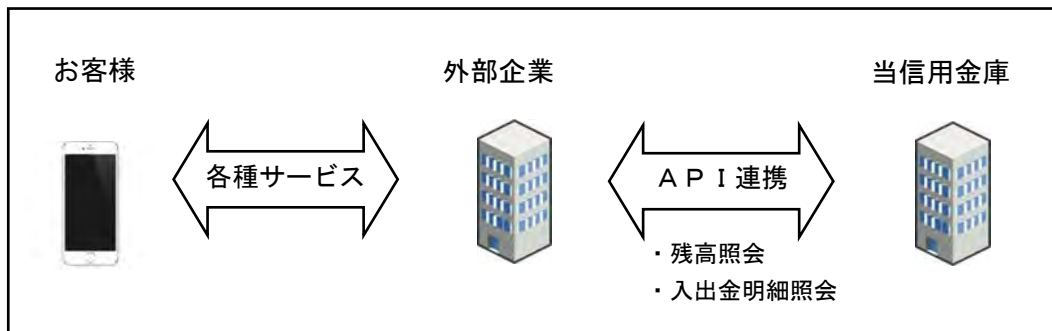 お客様
外部企業
当信用金庫
各種サービス
ＡＰＩ連携
・残高照会
・入出金明細照会